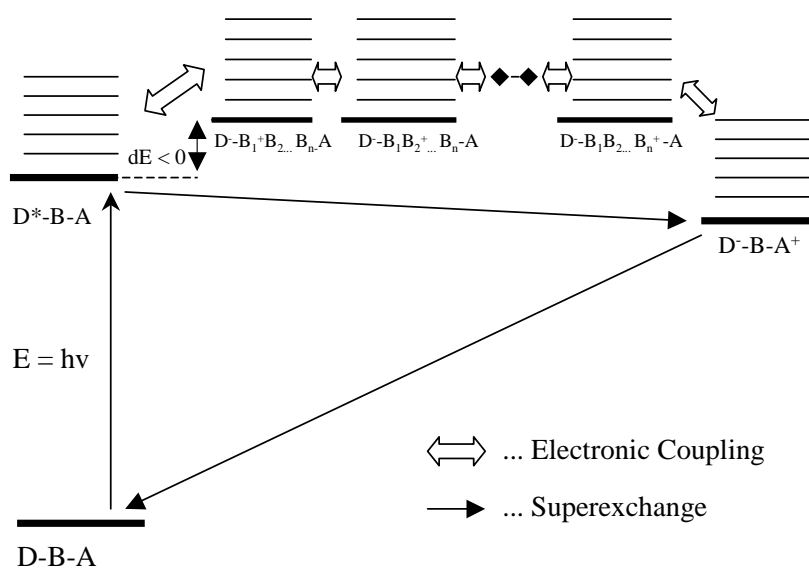 dE < 0
D⁻-B₁⁺B₂... Bₙ-A
D⁻-B₁B₂⁺... Bₙ-A
D⁻-B₁B₂... Bₙ⁺-A
D*-B-A
D⁻-B-A⁺
E = hν
... Electronic Coupling
... Superexchange
D-B-A